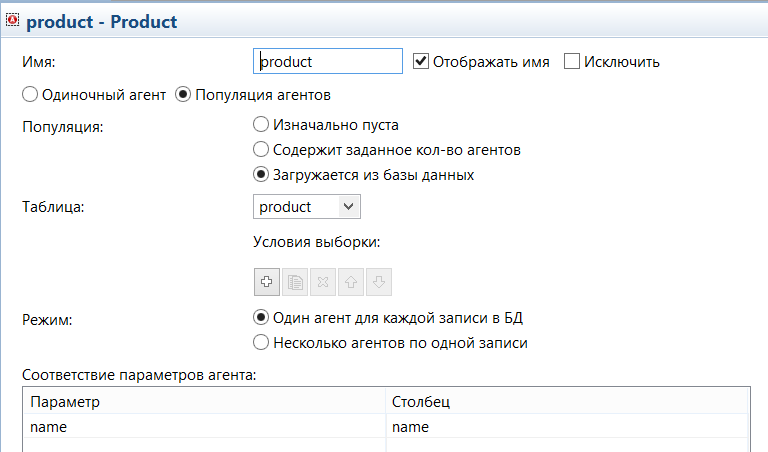 product - Product
Имя: product Отображать имя Исключить
Одиночный агент Популяция агентов
Популяция: Изначально пуста
Содержит заданное кол-во агентов
Загружается из базы данных
Таблица: product
Условия выборки:
Режим: Один агент для каждой записи в БД
Несколько агентов по одной записи
Соответствие параметров агента:
Параметр Столбец
name name